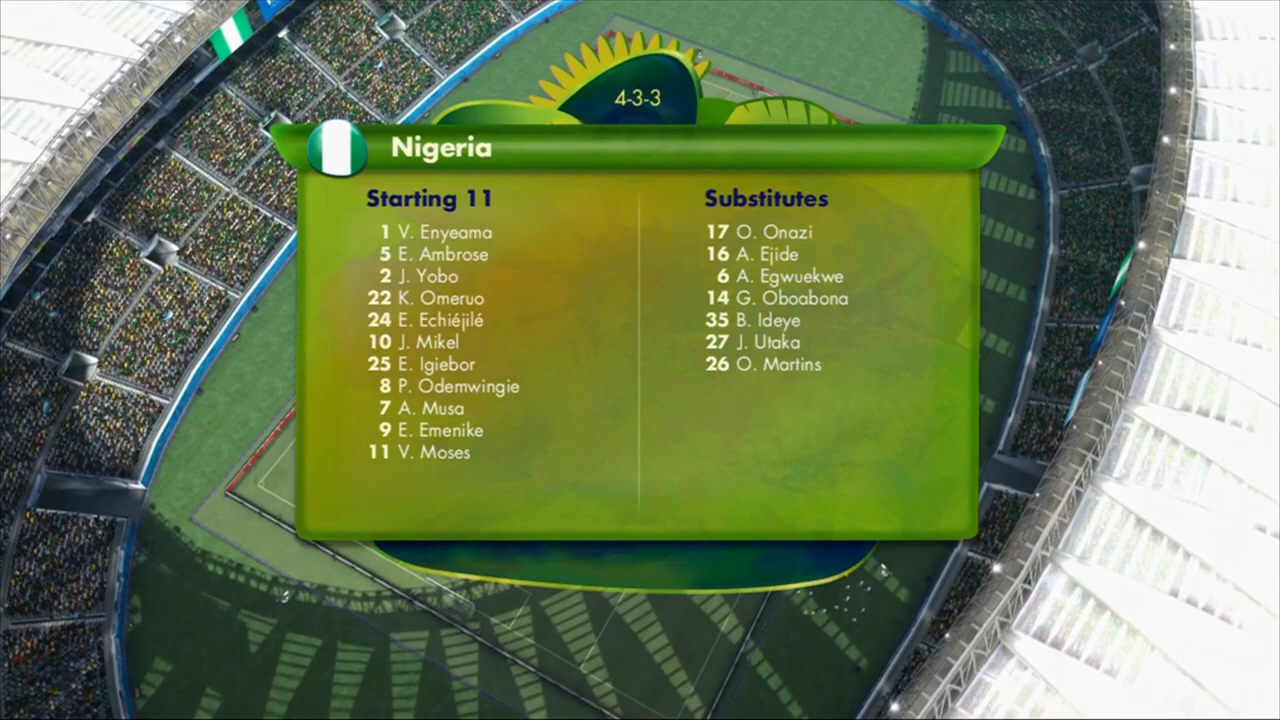 4-3-3
Nigeria
Starting 11
1 V. Enyeama
5 E. Ambrose
2 J. Yobo
22 K. Omeruo
24 E. Echiéjilé
10 J. Mikel
25 E. Igiebor
8 P. Odemwingie
7 A. Musa
9 E. Emenike
11 V. Moses
Substitutes
17 O. Onazi
16 A. Ejide
6 A. Egwuekwe
14 G. Oboabona
35 B. Ideye
27 J. Utaka
26 O. Martins